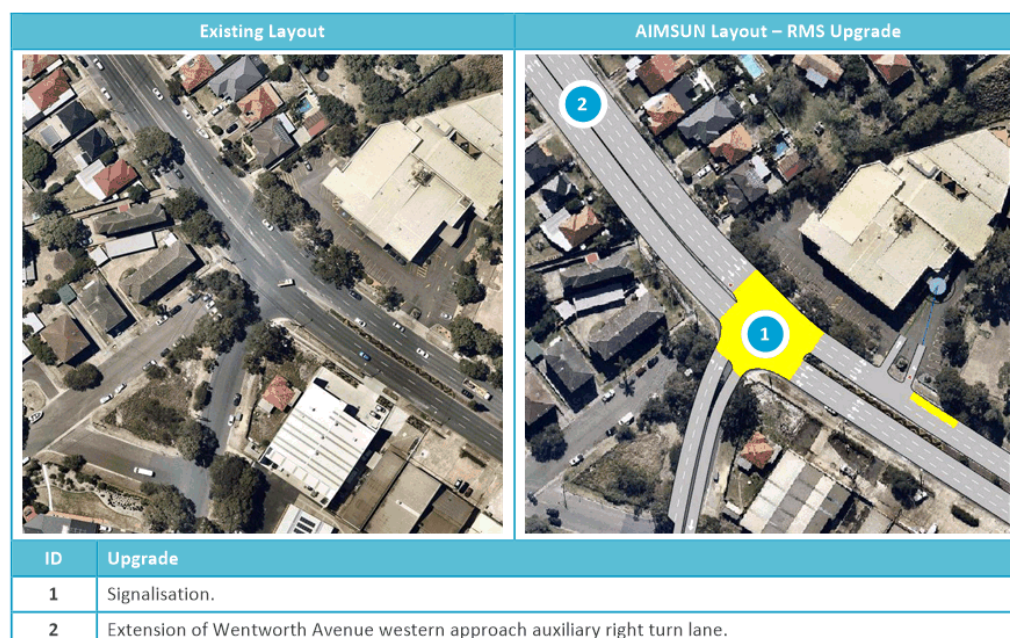 Existing Layout
AIMSUN Layout – RMS Upgrade
2
1
ID Upgrade
1 Signalisation.
2 Extension of Wentworth Avenue western approach auxiliary right turn lane.